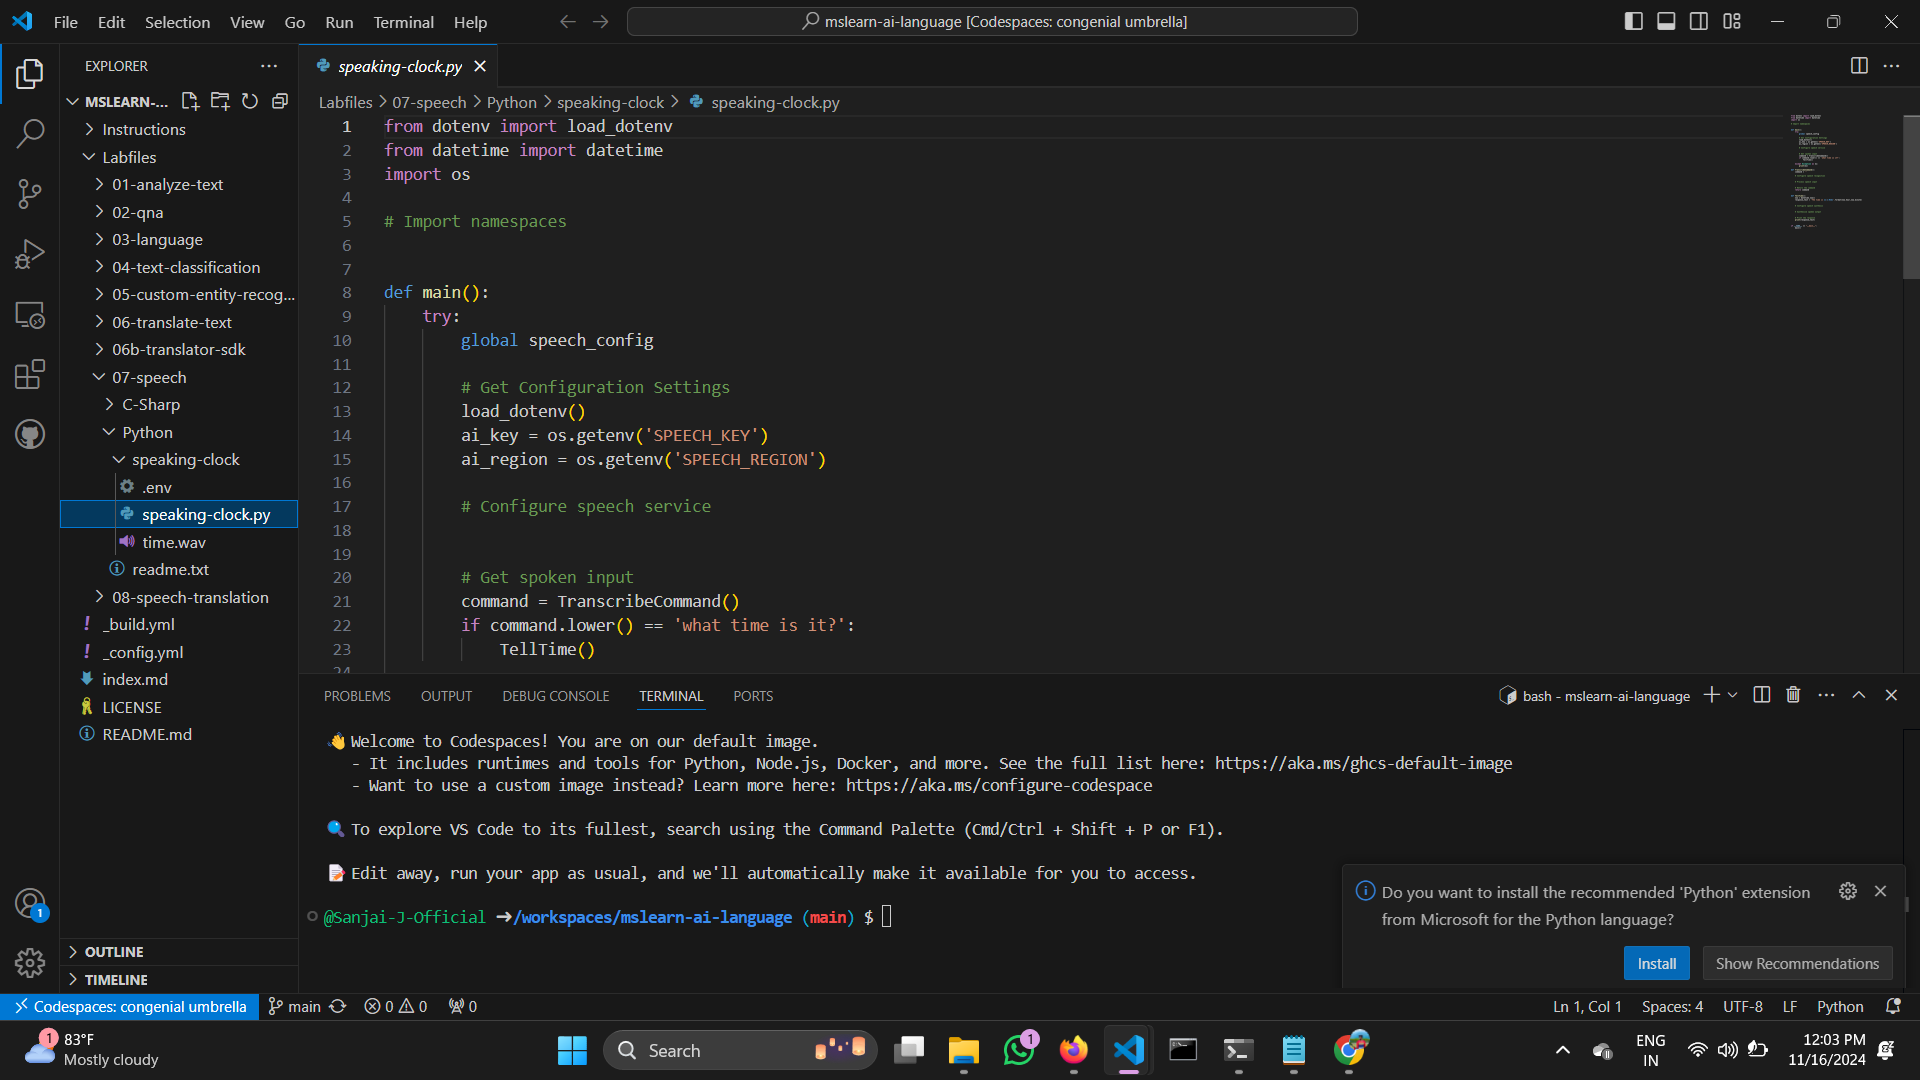 File Edit Selection View Go Run Terminal Help
mslearn-ai-language [Codespaces: congenial umbrella]
EXPLORER
MSLEARN-...
Instructions
Labfiles
01-analyze-text
02-qna
03-language
04-text-classification
05-custom-entity-recog...
06-translate-text
06b-translator-sdk
07-speech
C-Sharp
Python
speaking-clock
.env
speaking-clock.py
time.wav
readme.txt
08-speech-translation
! _build.yml
! _config.yml
index.md
LICENSE
README.md
OUTLINE
TIMELINE
1
speaking-clock.py
Labfiles > 07-speech > Python > speaking-clock > speaking-clock.py
1 from dotenv import load_dotenv
2 from datetime import datetime
3 import os
4
5 # Import namespaces
6
7
8 def main():
9 try:
10 global speech_config
11
12 # Get Configuration Settings
13 load_dotenv()
14 ai_key = os.getenv('SPEECH_KEY')
15 ai_region = os.getenv('SPEECH_REGION')
16
17 # Configure speech service
18
19
20 # Get spoken input
21 command = TranscribeCommand()
22 if command.lower() == 'what time is it?':
23 TellTime()
24
PROBLEMS OUTPUT DEBUG CONSOLE TERMINAL PORTS
bash - mslearn-ai-language
👋 Welcome to Codespaces! You are on our default image.
- It includes runtimes and tools for Python, Node.js, Docker, and more. See the full list here: https://aka.ms/ghcs-default-image
- Want to use a custom image instead? Learn more here: https://aka.ms/configure-codespace
🔍 To explore VS Code to its fullest, search using the Command Palette (Cmd/Ctrl + Shift + P or F1).
📝 Edit away, run your app as usual, and we'll automatically make it available for you to access.
@Sanjai-J-Official ➜/workspaces/mslearn-ai-language (main) $
Do you want to install the recommended 'Python' extension
from Microsoft for the Python language?
Install
Show Recommendations
Codespaces: congenial umbrella
main
0 0
0
Ln 1, Col 1 Spaces: 4 UTF-8 LF Python
1
83°F
Mostly cloudy
Search
1
ENG
IN
12:03 PM
11/16/2024